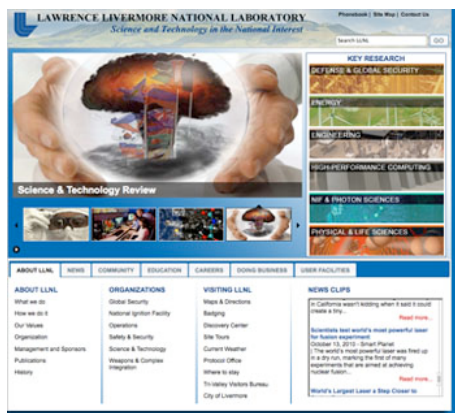 LAWRENCE LIVERMORE NATIONAL LABORATORY
Science and Technology in the National Interest
Phonebook | Site Map | Contact Us
Search LLNL
GO
Science & Technology Review
KEY RESEARCH
DEFENSE & GLOBAL SECURITY
ENERGY
ENGINEERING
HIGH-PERFORMANCE COMPUTING
NIF & PHOTON SCIENCES
PHYSICAL & LIFE SCIENCES
ABOUT LLNL NEWS COMMUNITY EDUCATION CAREERS DOING BUSINESS USER FACILITIES
ABOUT LLNL
What we do
How we do it
Our Values
Organization
Management and Sponsors
Publications
History
ORGANIZATIONS
Global Security
National Ignition Facility
Operations
Safety & Security
Science & Technology
Weapons & Complex
Integration
VISITING LLNL
Maps & Directions
Badging
Discovery Center
Site Tours
Current Weather
Protocol Office
Where to stay
Tri-Valley Visitors Bureau
City of Livermore
NEWS CLIPS
in California wasn't kidding when it said it could
create a tiny...
Read more...
Scientists test world's most powerful laser
for fusion experiment
October 13, 2010 - Smart Planet
| The world's most powerful laser was fired up
in a dry run, marking the first of many
experiments that are aimed at achieving
nuclear fusion...
Read more...
World's Largest Laser a Step Closer to